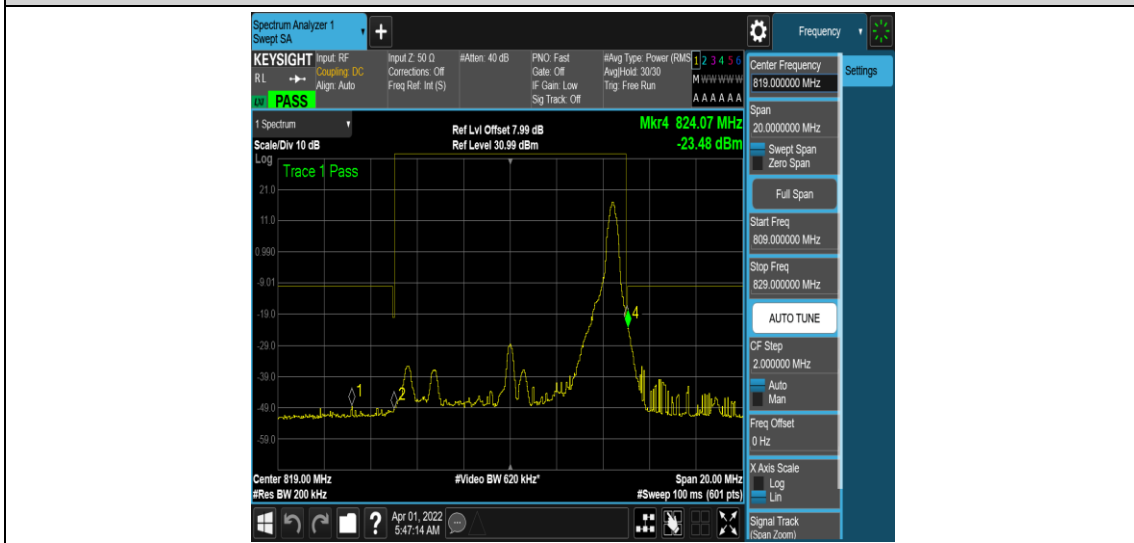 Spectrum Analyzer 1
Swept SA
+
Frequency
KEYSIGHT
RL
Input: RF
Coupling: DC
Align: Auto
Input Z: 50 Ω
Corrections: Off
Freq Ref: Int (S)
#Atten: 40 dB
PNO: Fast
Gate: Off
IF Gain: Low
Sig Track: Off
#Avg Type: Power (RMS
Avg|Hold: 30/30
Trig: Free Run
1 2 3 4 5 6
M W W W W W
A A A A A A
PASS
1 Spectrum
Scale/Div 10 dB
Ref Lvl Offset 7.99 dB
Ref Level 30.99 dBm
Mkr4 824.07 MHz
-23.48 dBm
Log
Trace 1 Pass
21.0
11.0
0.990
-9.01
-19.0
-29.0
-39.0
-49.0
-59.0
1
2
4
Center 819.00 MHz
#Res BW 200 kHz
#Video BW 620 kHz*
Span 20.00 MHz
#Sweep 100 ms (601 pts)
?
Apr 01, 2022
5:47:14 AM
Center Frequency
819.000000 MHz
Settings
Span
20.0000000 MHz
Swept Span
Zero Span
Full Span
Start Freq
809.000000 MHz
Stop Freq
829.000000 MHz
AUTO TUNE
CF Step
2.000000 MHz
Auto
Man
Freq Offset
0 Hz
X Axis Scale
Log
Lin
Signal Track
(Span Zoom)